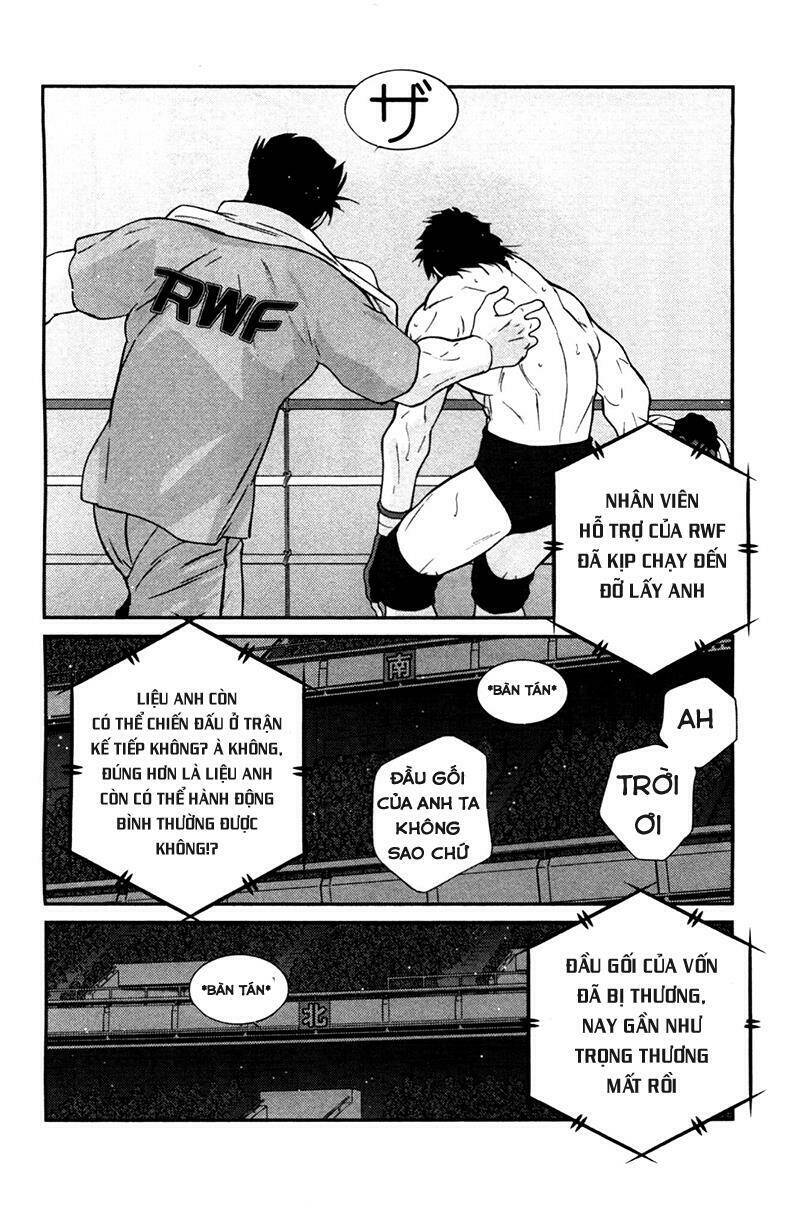 ザ
RWF
NHÂN VIÊN
HỖ TRỢ CỦA RWF
ĐÃ KỊP CHẠY ĐẾN
ĐỠ LẤY ANH
南
*BÀN TÁN*
AH
TRỜI
ƠI
ĐẦU GỐI
CỦA ANH TA
KHÔNG
SAO CHỨ
LIỆU ANH CÒN
CÓ THỂ CHIẾN ĐẤU Ở TRẬN
KẾ TIẾP KHÔNG? À KHÔNG,
ĐÚNG HƠN LÀ LIỆU ANH
CÒN CÓ THỂ HÀNH ĐỘNG
BÌNH THƯỜNG ĐƯỢC
KHÔNG!?
*BÀN TÁN*
北
ĐẦU GỐI CỦA VỐN
ĐÃ BỊ THƯƠNG,
NAY GẦN NHƯ
TRỌNG THƯƠNG
MẤT RỒI